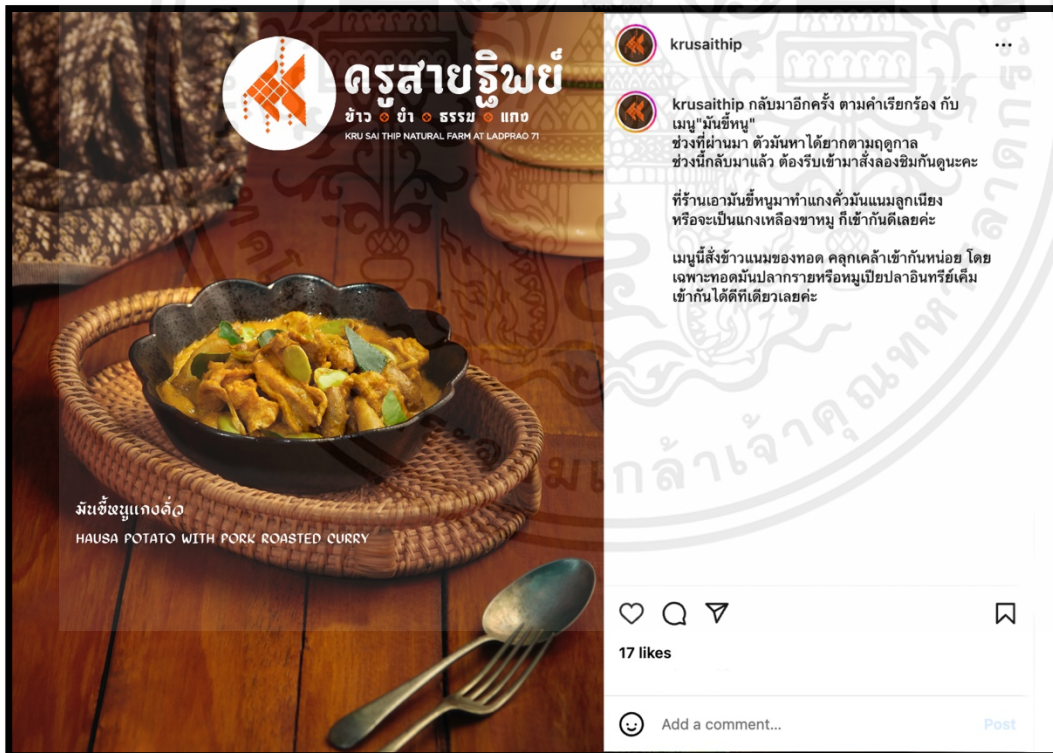 ครูสายฐิพย์
ข้าว ยำ ธรรม แกง
KRU SAI THIP NATURAL FARM AT LADPRAO 71
มันขี้หนูแกงคั่ว
HAUSA POTATO WITH PORK ROASTED CURRY
krusaithip
krusaithip กลับมาอีกครั้ง ตามคำเรียกร้อง กับ
เมนู"มันขี้หนู"
ช่วงที่ผ่านมา ตัวมันหาได้ยากตามฤดูกาล
ช่วงนี้กลับมาแล้ว ต้องรีบเข้ามาสั่งลองชิมกันดูนะคะ
ที่ร้านเอามันขี้หนูมาทำแกงคั่วมันแนมลูกเนียง
หรือจะเป็นแกงเหลืองขาหมู ก็เข้ากันดีเลยค่ะ
เมนูนี้สั่งข้าวแนมของทอด คลุกเคล้าเข้ากันหน่อย โดย
เฉพาะทอดมันปลากรายหรือหมูเปียปลาอินทรีย์เค็ม
เข้ากันได้ดีทีเดียวเลยค่ะ
17 likes
Add a comment...
Post